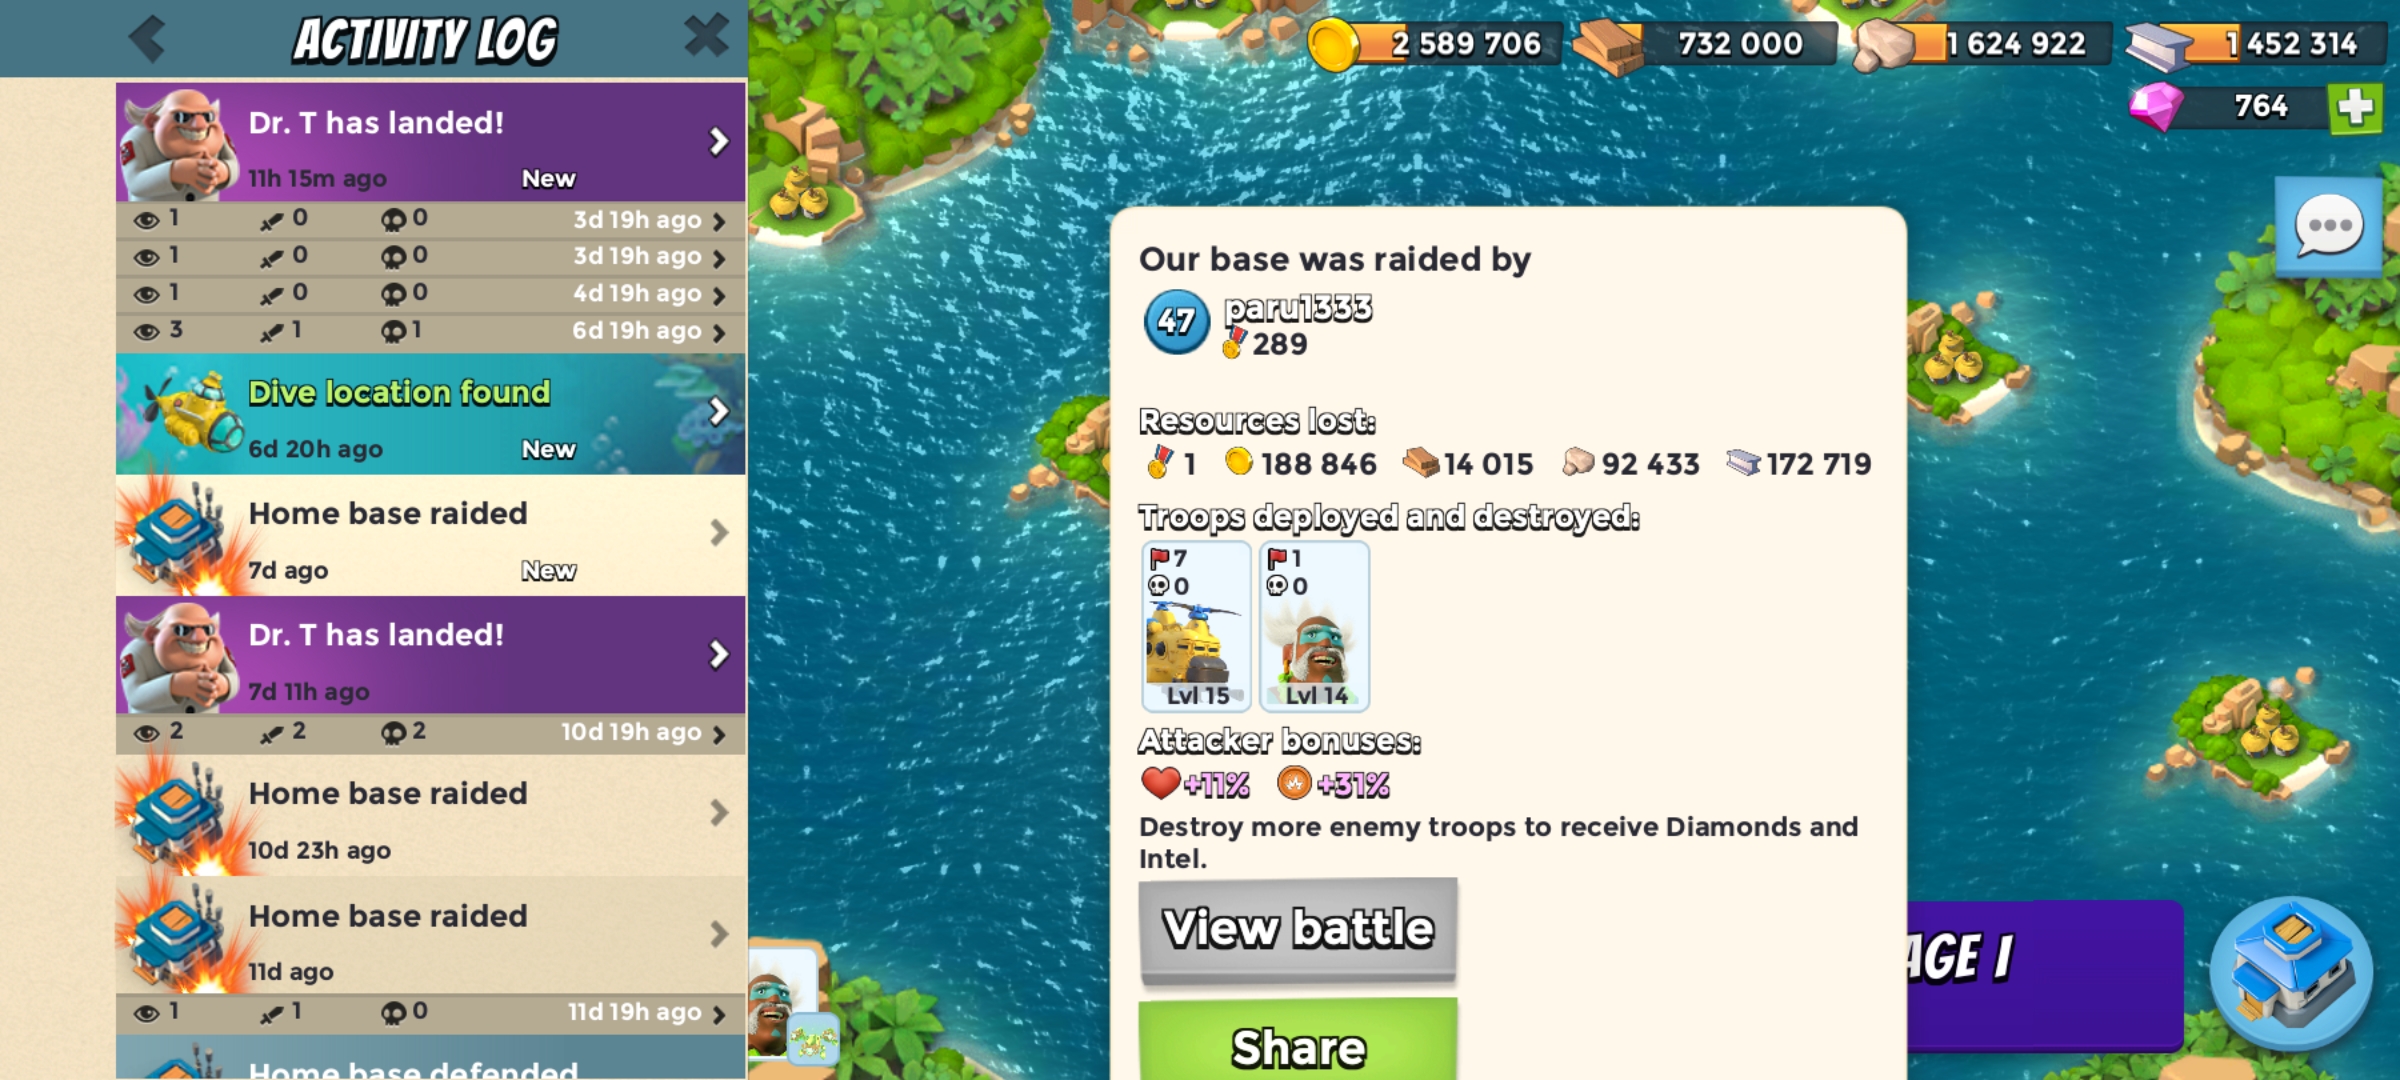 ACTIVITY LOG
Dr. T has landed!
11h 15m ago New
1 0 0 3d 19h ago
1 0 0 3d 19h ago
1 0 0 4d 19h ago
3 1 1 6d 19h ago
Dive location found
6d 20h ago New
Home base raided
7d ago New
Dr. T has landed!
7d 11h ago
2 2 2 10d 19h ago
Home base raided
10d 23h ago
Home base raided
11d ago
1 1 0 11d 19h ago
Home base defended
2 589 706 732 000 1 624 922 1 452 314
764
Our base was raided by
47 paru1333
289
Resources lost:
1 188 846 14 015 92 433 172 719
Troops deployed and destroyed:
7 1
0 0
Lvl 15 Lvl 14
Attacker bonuses:
+11% +31%
Destroy more enemy troops to receive Diamonds and
Intel.
View battle
Share
AGE I